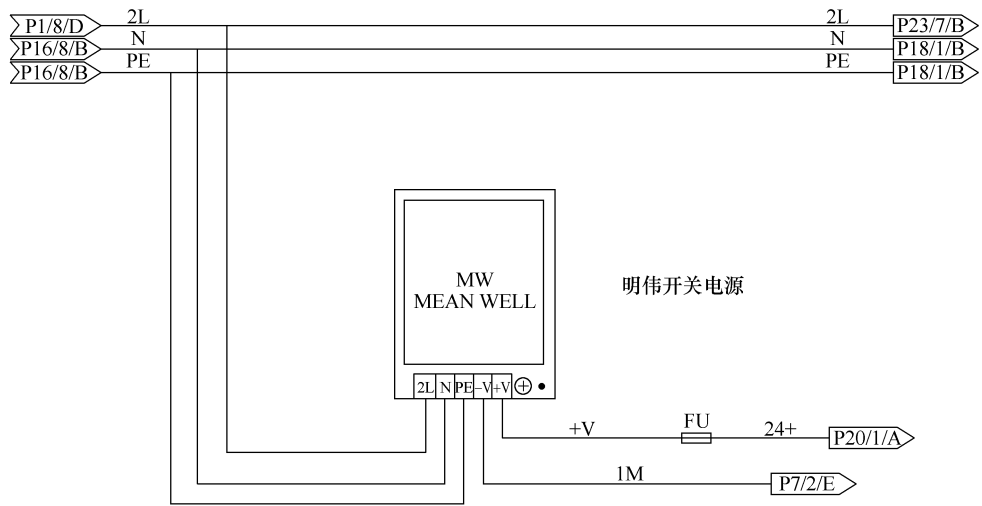 P1/8/D 2L 2L P23/7/B
P16/8/B N N P18/1/B
P16/8/B PE PE P18/1/B
MW
MEAN WELL
明伟开关电源
2L N PE -V +V
+V FU 24+ P20/1/A
1M P7/2/E